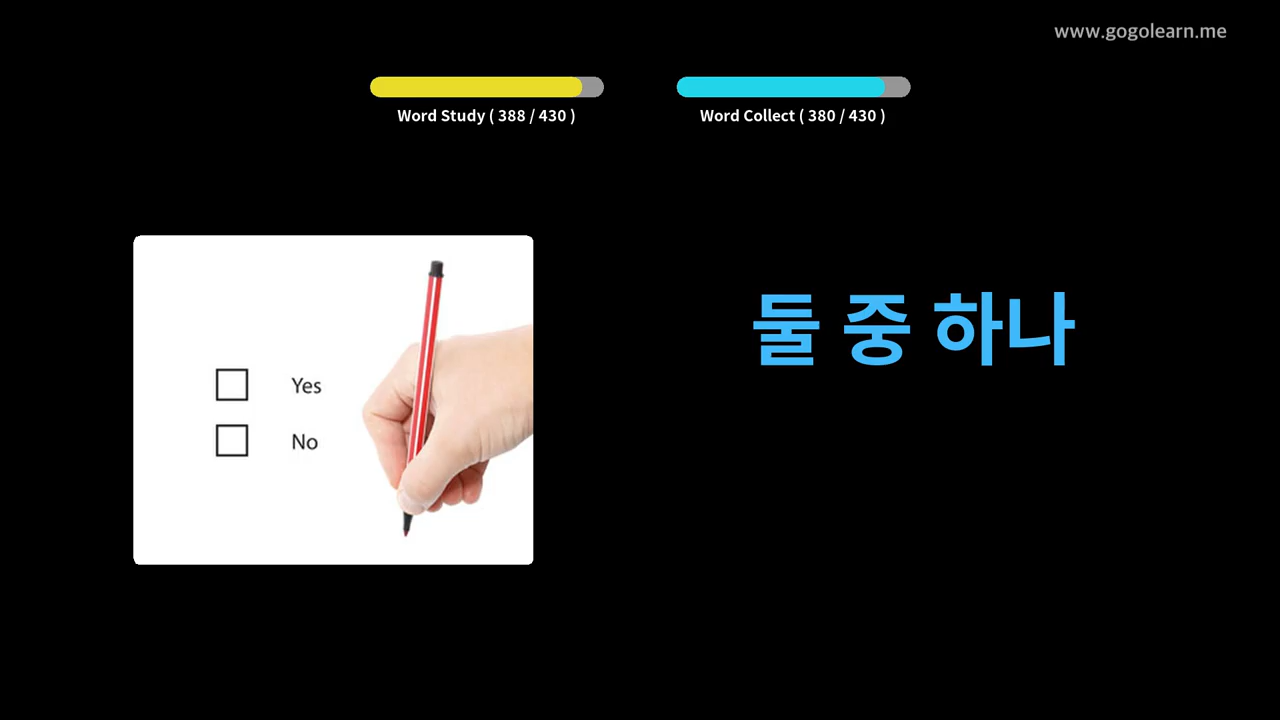 www.gogolearn.me
Word Study ( 388 / 430 )
Word Collect ( 380 / 430 )
Yes
No
둘 중 하나